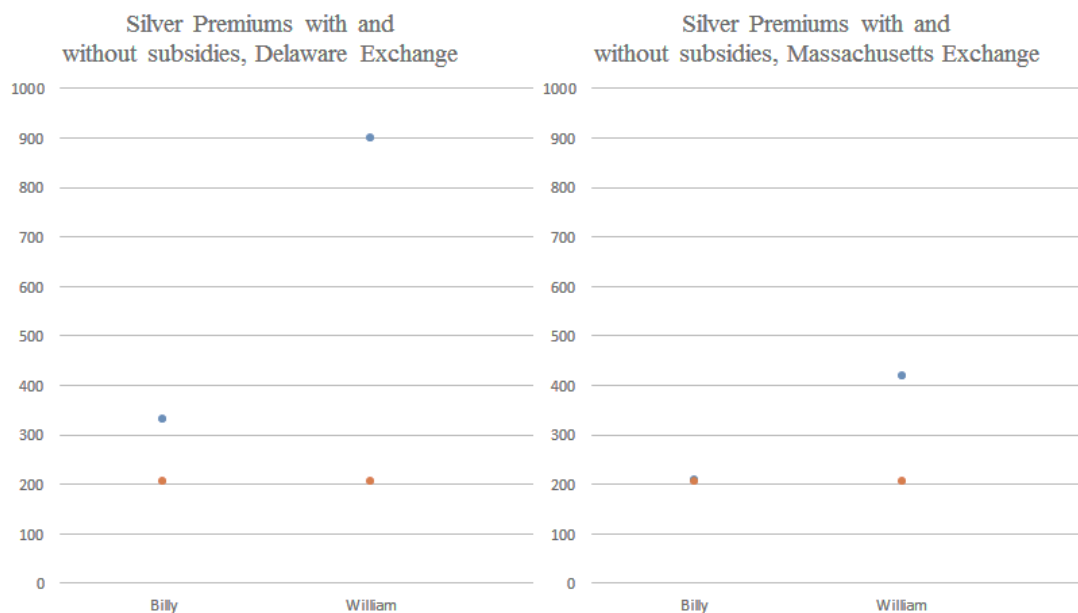 Silver Premiums with and
without subsidies, Delaware Exchange
1000
900
800
700
600
500
400
300
200
100
0
Billy
William
Silver Premiums with and
without subsidies, Massachusetts Exchange
1000
900
800
700
600
500
400
300
200
100
0
Billy
William